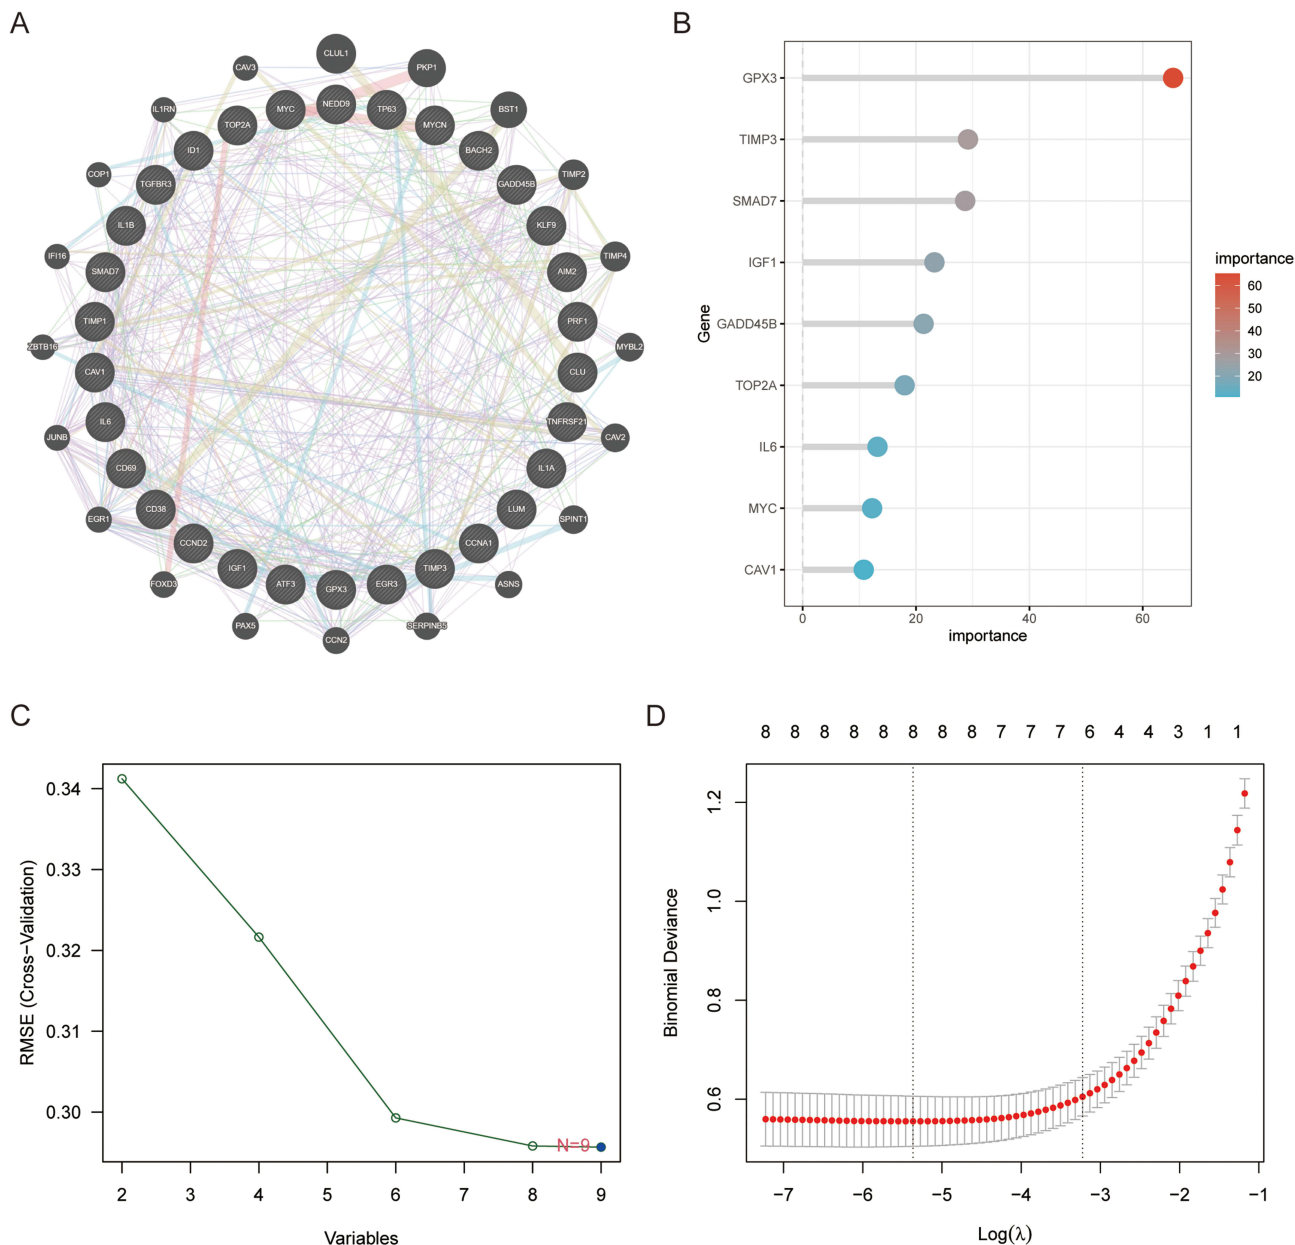 A
CLUL1
CAV3
PKP1
IL1RN
MYC
NEDD9
TP63
BST1
TOP2A
MYCN
ID1
BACH2
COP1
TGFBR3
GADD45B
TIMP2
IL1B
KLF9
IFI16
SMAD7
AIM2
TIMP4
TIMP1
PRF1
ZBTB16
MYBL2
CAV1
CLU
IL6
TNFRSF21
JUNB
CAV2
CD69
IL1A
EGR1
CD38
LUM
SPINT1
CCND2
CCNA1
FOXD3
IGF1
ATF3
GPX3
EGR3
TIMP3
ASNS
PAX5
CCN2
SERPINB5
B
Gene
GPX3
TIMP3
SMAD7
IGF1
GADD45B
TOP2A
IL6
MYC
CAV1
0 20 40 60
importance
importance
60
50
40
30
20
C
RMSE (Cross−Validation)
0.34
0.33
0.32
0.31
0.30
N=9
2 3 4 5 6 7 8 9
Variables
D
8 8 8 8 8 8 8 8 7 7 7 6 4 4 3 1 1
Binomial Deviance
1.2
1.0
0.8
0.6
−7 −6 −5 −4 −3 −2 −1
Log(λ)